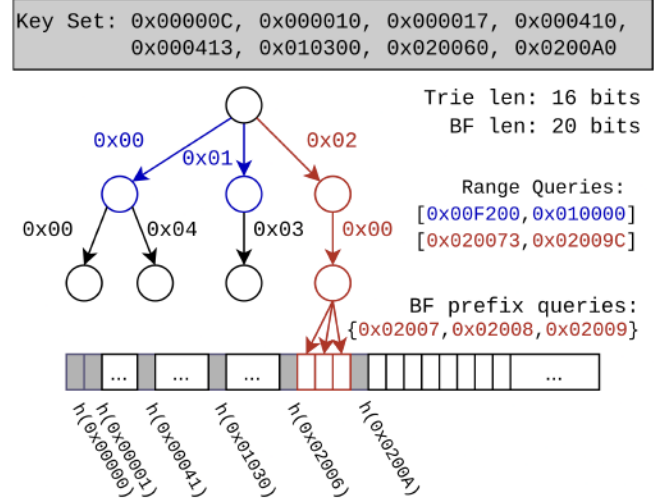 Key Set: 0x00000C, 0x000010, 0x000017, 0x000410,
0x000413, 0x010300, 0x020060, 0x0200A0
Trie len: 16 bits
BF len: 20 bits
0x00
0x01
0x02
Range Queries:
[0x00F200,0x010000]
[0x020073,0x02009C]
0x00
0x04
0x03
0x00
BF prefix queries:
{0x02007,0x02008,0x02009}
...
...
...
...
h(0x00000)
h(0x00001)
h(0x00041)
h(0x01030)
h(0x02006)
h(0x0200A)